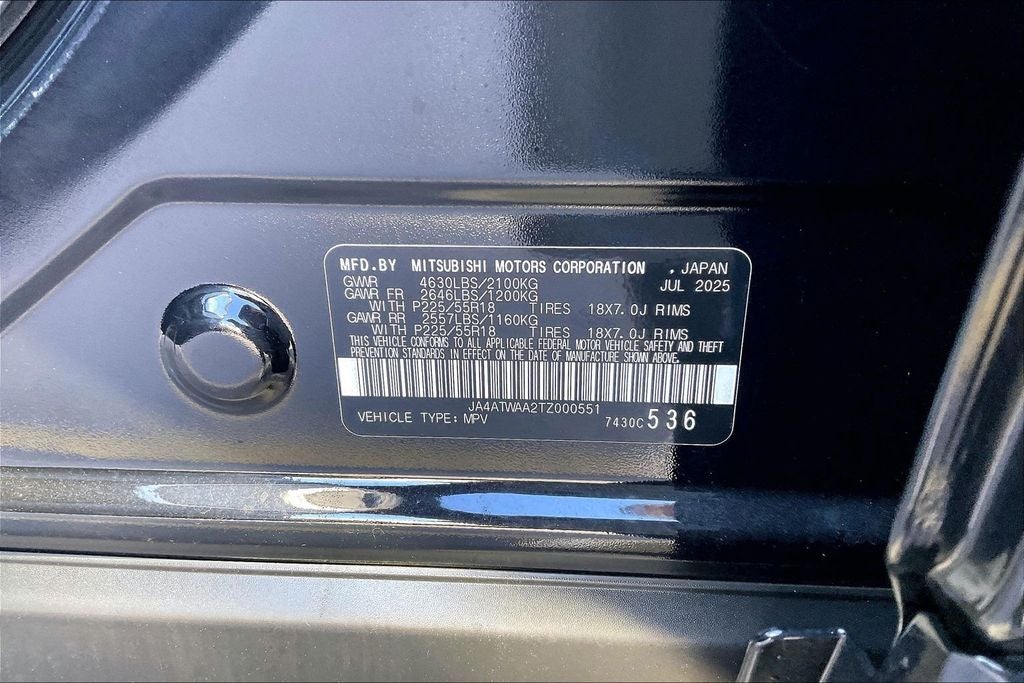 MFD.BY MITSUBISHI MOTORS CORPORATION , JAPAN
JUL 2025
GVWR 4630LBS/2100KG
GAWR FR 2646LBS/1200KG
WITH P225/55R18 TIRES 18X7.0J RIMS
GAWR RR 2557LBS/1160KG
WITH P225/55R18 TIRES 18X7.0J RIMS
THIS VEHICLE CONFORMS TO ALL APPLICABLE FEDERAL MOTOR VEHICLE SAFETY AND THEFT
PREVENTION STANDARDS IN EFFECT ON THE DATE OF MANUFACTURE SHOWN ABOVE.
JA4ATWAA2TZ000551
VEHICLE TYPE: MPV 7430C 536